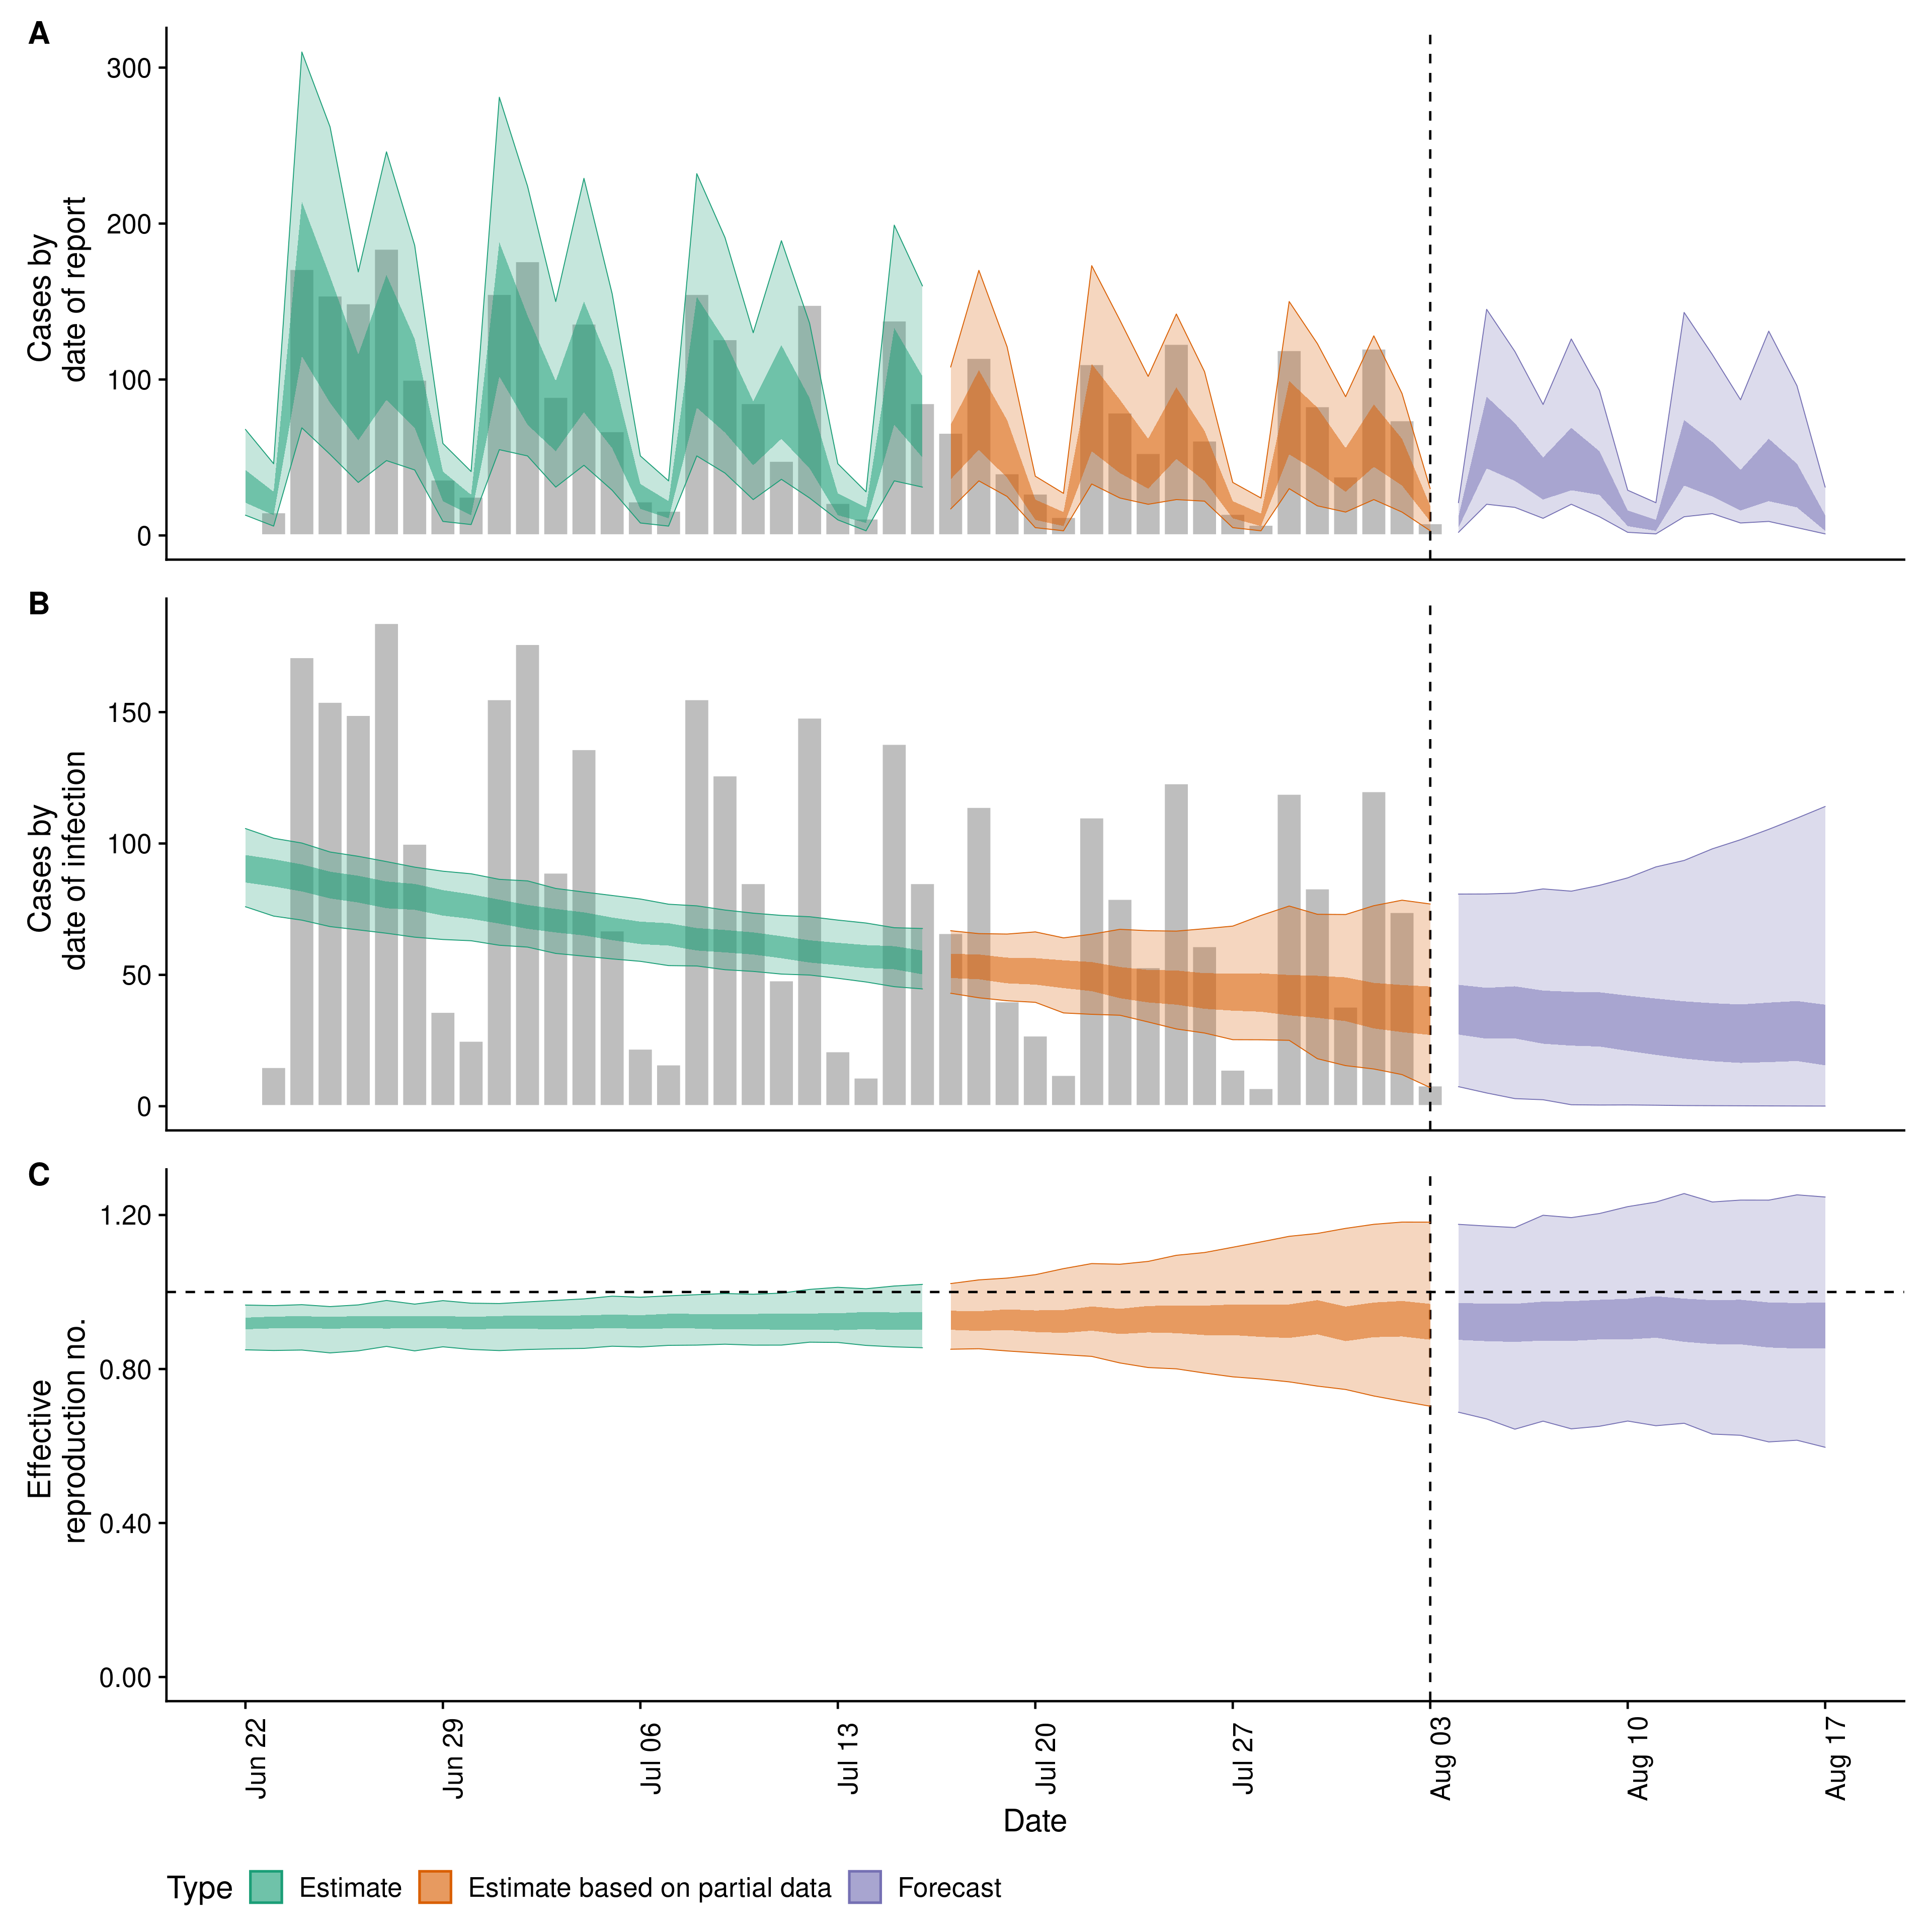 A
Cases by
date of report
300
200
100
0
B
Cases by
date of infection
150
100
50
0
C
Effective
reproduction no.
1.20
0.80
0.40
0.00
Jun 22
Jun 29
Jul 06
Jul 13
Jul 20
Jul 27
Aug 03
Aug 10
Aug 17
Date
Type Estimate Estimate based on partial data Forecast